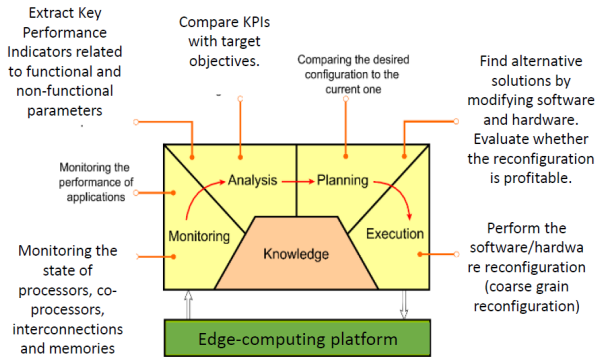 Extract Key
Performance
Indicators related
to functional and
non-functional
parameters
Compare KPIs
with target
objectives.
Comparing the desired
configuration to the
current one
Find alternative
solutions by
modifying software
and hardware.
Evaluate whether
the reconfiguration
is profitable.
Monitoring the
performance of
applications
Analysis
Planning
Monitoring
Execution
Knowledge
Monitoring the
state of
processors, co-
processors,
interconnections
and memories
Perform the
software/hardwa
re reconfiguration
(coarse grain
reconfiguration)
Edge-computing platform